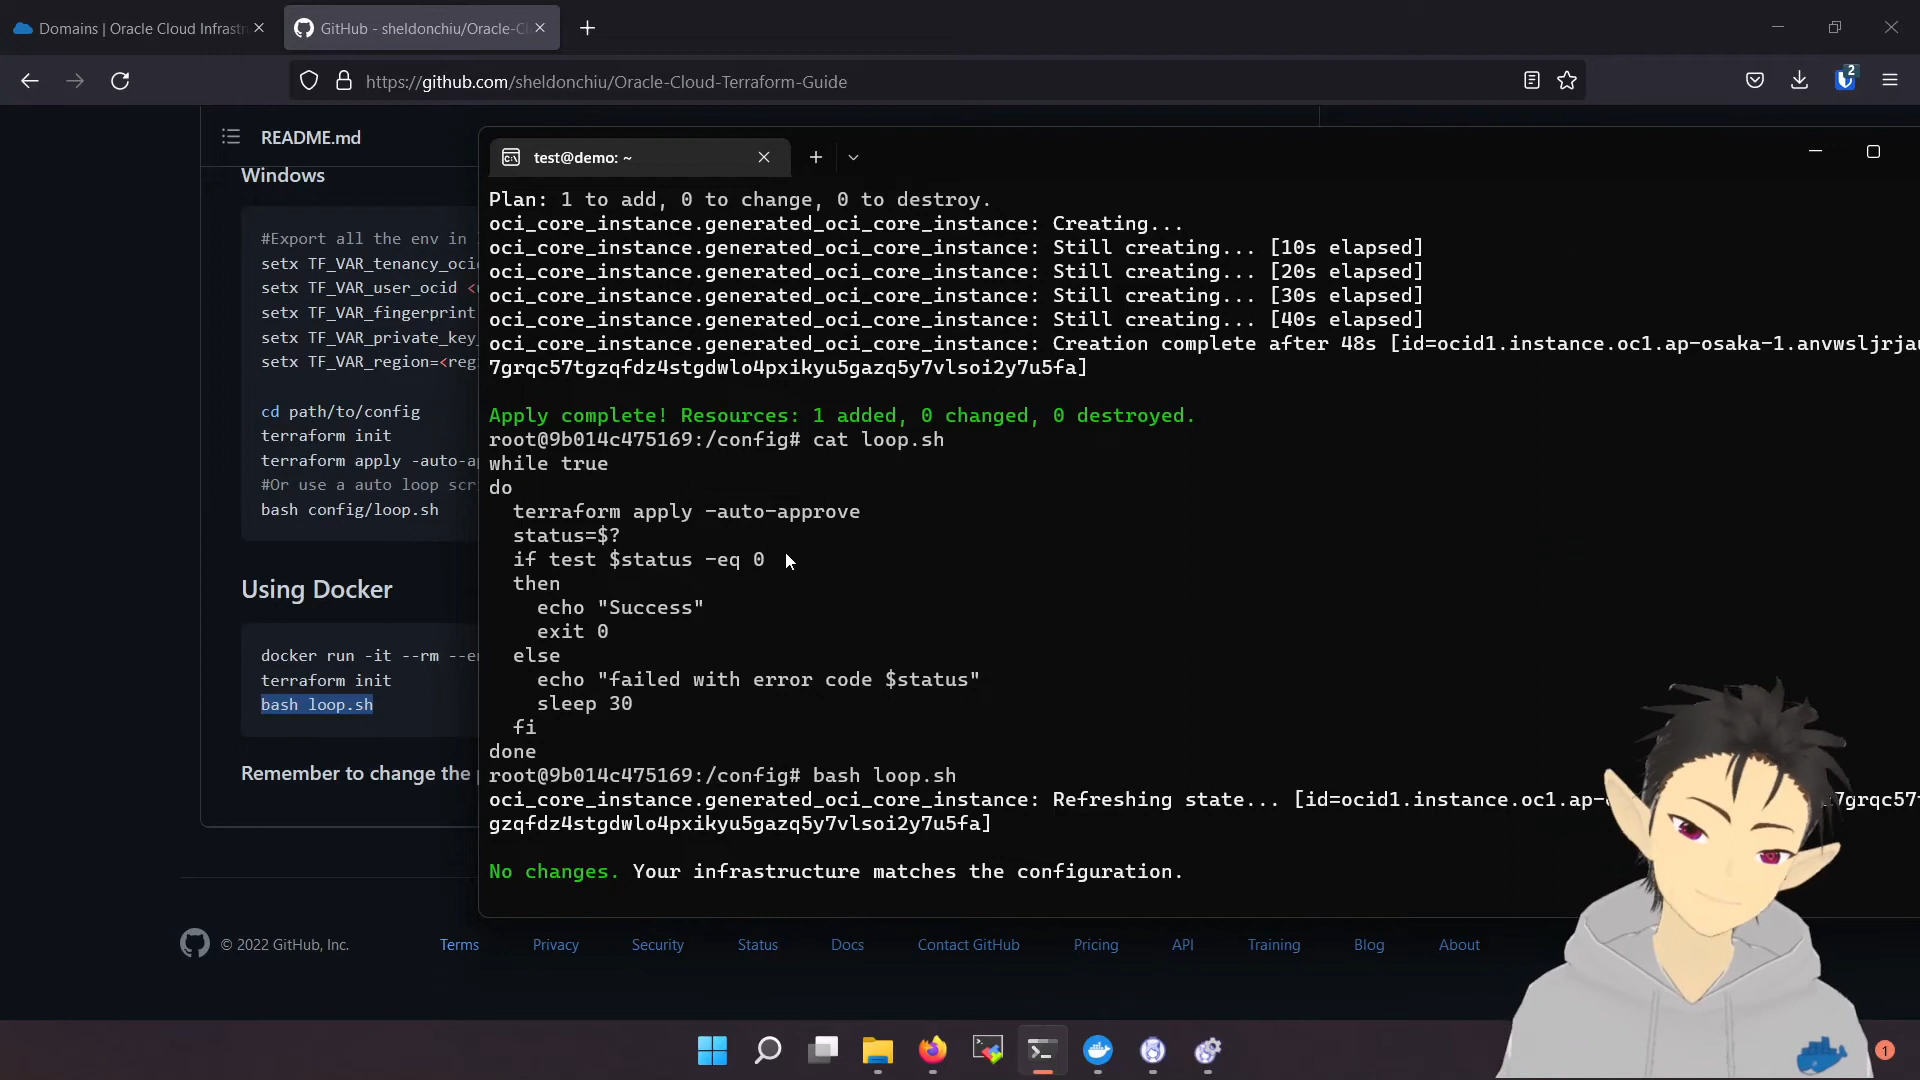 Domains | Oracle Cloud Infrastr
GitHub - sheldonchiu/Oracle-Cl
https://github.com/sheldonchiu/Oracle-Cloud-Terraform-Guide
2
README.md
Windows
#Export all the env in
setx TF_VAR_tenancy_ocid
setx TF_VAR_user_ocid <
setx TF_VAR_fingerprint
setx TF_VAR_private_key_
setx TF_VAR_region=<reg
cd path/to/config
terraform init
terraform apply -auto-ap
#Or use a auto loop scr
bash config/loop.sh
Using Docker
docker run -it --rm --en
terraform init
bash loop.sh
Remember to change the
test@demo: ~
Plan: 1 to add, 0 to change, 0 to destroy.
oci_core_instance.generated_oci_core_instance: Creating...
oci_core_instance.generated_oci_core_instance: Still creating... [10s elapsed]
oci_core_instance.generated_oci_core_instance: Still creating... [20s elapsed]
oci_core_instance.generated_oci_core_instance: Still creating... [30s elapsed]
oci_core_instance.generated_oci_core_instance: Still creating... [40s elapsed]
oci_core_instance.generated_oci_core_instance: Creation complete after 48s [id=ocid1.instance.oc1.ap-osaka-1.anvwsljrjau
7grqc57tgzqfdz4stgdwlo4pxikyu5gazq5y7vlsoi2y7u5fa]
Apply complete! Resources: 1 added, 0 changed, 0 destroyed.
root@9b014c475169:/config# cat loop.sh
while true
do
terraform apply -auto-approve
status=$?
if test $status -eq 0
then
echo "Success"
exit 0
else
echo "failed with error code $status"
sleep 30
fi
done
root@9b014c475169:/config# bash loop.sh
oci_core_instance.generated_oci_core_instance: Refreshing state... [id=ocid1.instance.oc1.ap- 7grqc57t
gzqfdz4stgdwlo4pxikyu5gazq5y7vlsoi2y7u5fa]
No changes. Your infrastructure matches the configuration.
© 2022 GitHub, Inc.
Terms
Privacy
Security
Status
Docs
Contact GitHub
Pricing
API
Training
Blog
About
1